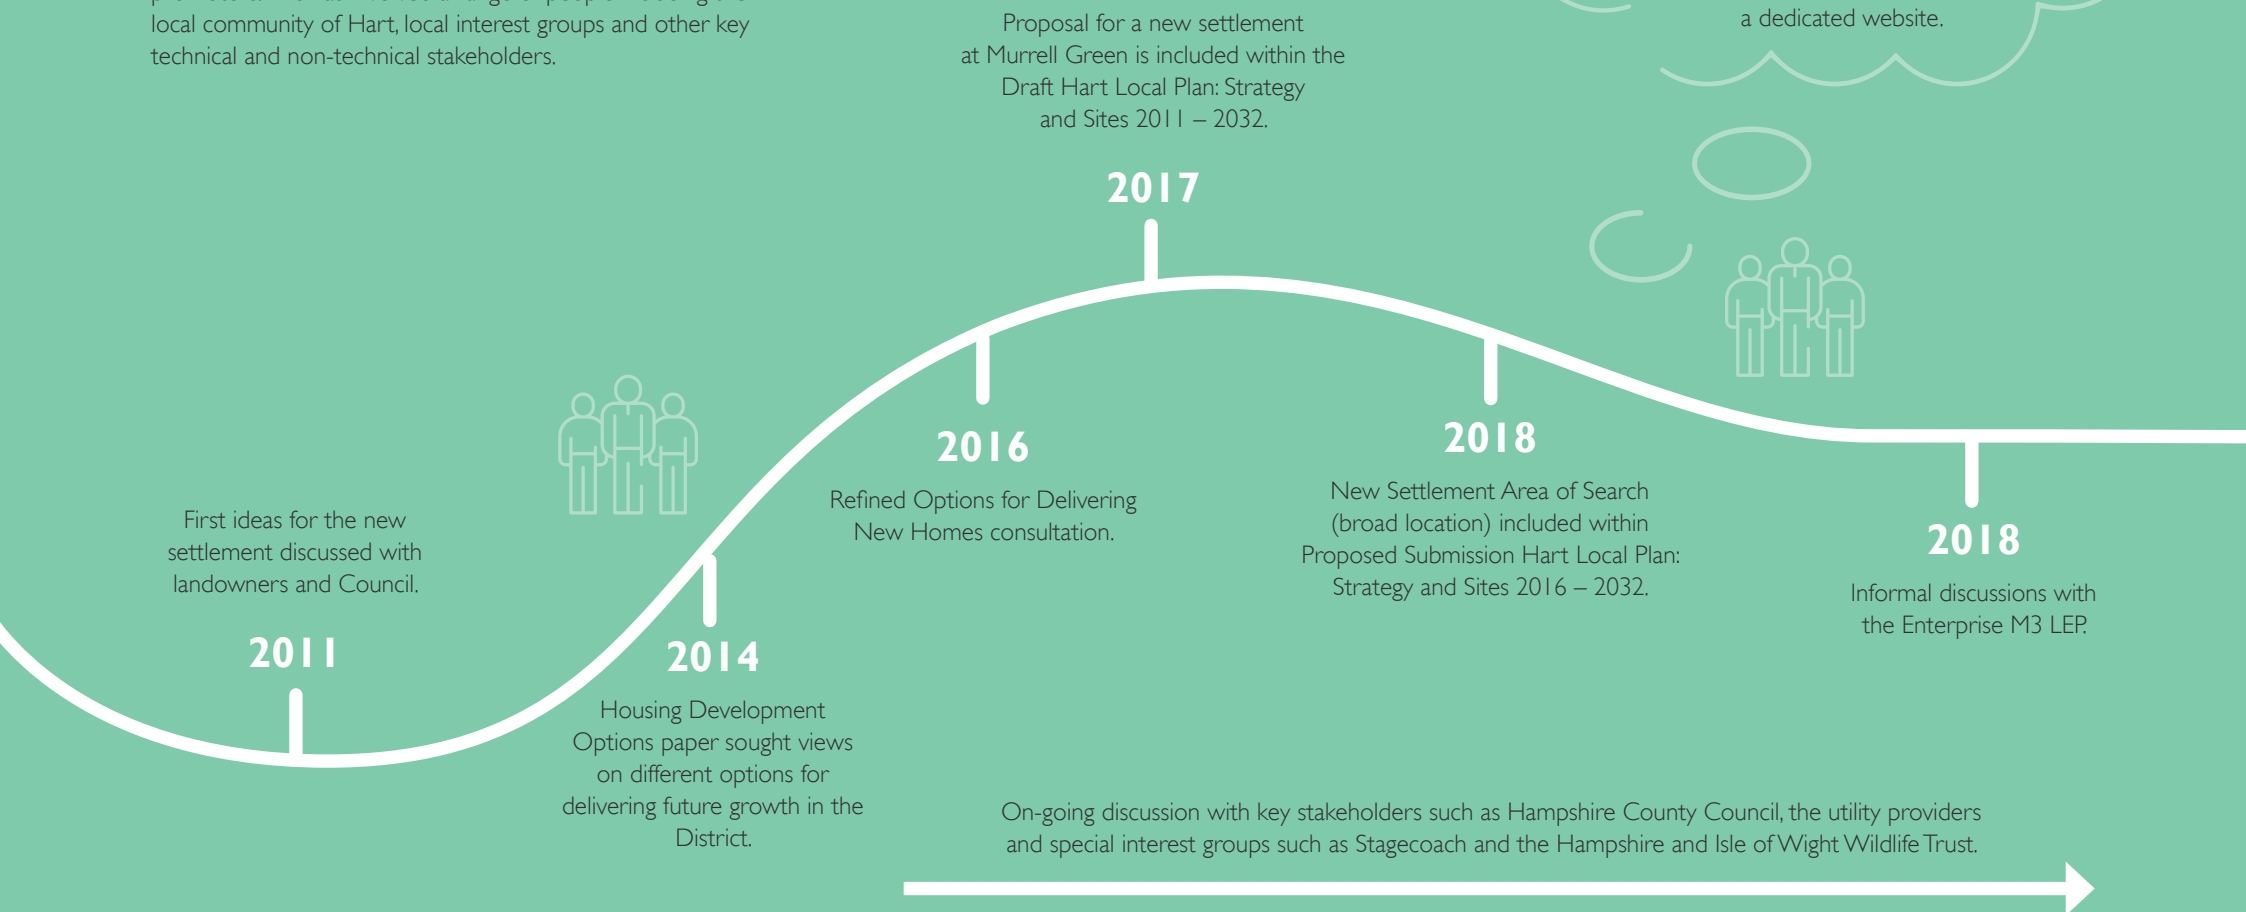 local community of Hart, local interest groups and other key
technical and non-technical stakeholders.
Proposal for a new settlement
at Murrell Green is included within the
Draft Hart Local Plan: Strategy
and Sites 2011 – 2032.
a dedicated website.
2017
First ideas for the new
settlement discussed with
landowners and Council.
2011
2014
Housing Development
Options paper sought views
on different options for
delivering future growth in the
District.
2016
Refined Options for Delivering
New Homes consultation.
2018
New Settlement Area of Search
(broad location) included within
Proposed Submission Hart Local Plan:
Strategy and Sites 2016 – 2032.
2018
Informal discussions with
the Enterprise M3 LEP.
On-going discussion with key stakeholders such as Hampshire County Council, the utility providers
and special interest groups such as Stagecoach and the Hampshire and Isle of Wight Wildlife Trust.